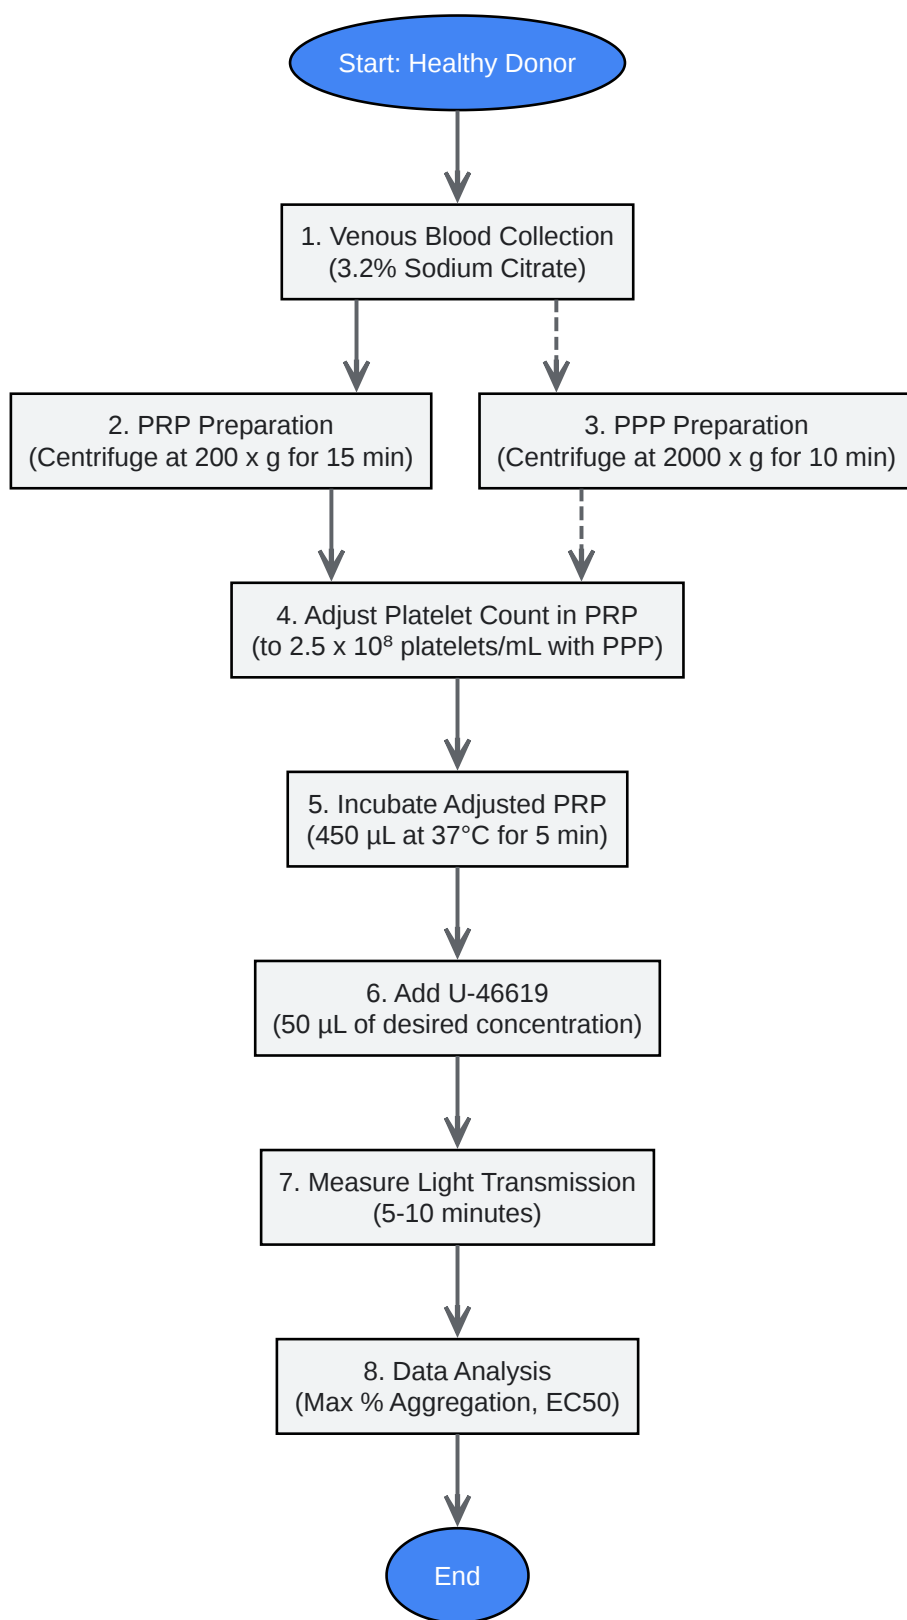 Start: Healthy Donor
1. Venous Blood Collection
(3.2% Sodium Citrate)
2. PRP Preparation
(Centrifuge at 200 x g for 15 min)
3. PPP Preparation
(Centrifuge at 2000 x g for 10 min)
4. Adjust Platelet Count in PRP
(to 2.5 x 10⁸ platelets/mL with PPP)
5. Incubate Adjusted PRP
(450 µL at 37°C for 5 min)
6. Add U-46619
(50 µL of desired concentration)
7. Measure Light Transmission
(5-10 minutes)
8. Data Analysis
(Max % Aggregation, EC50)
End